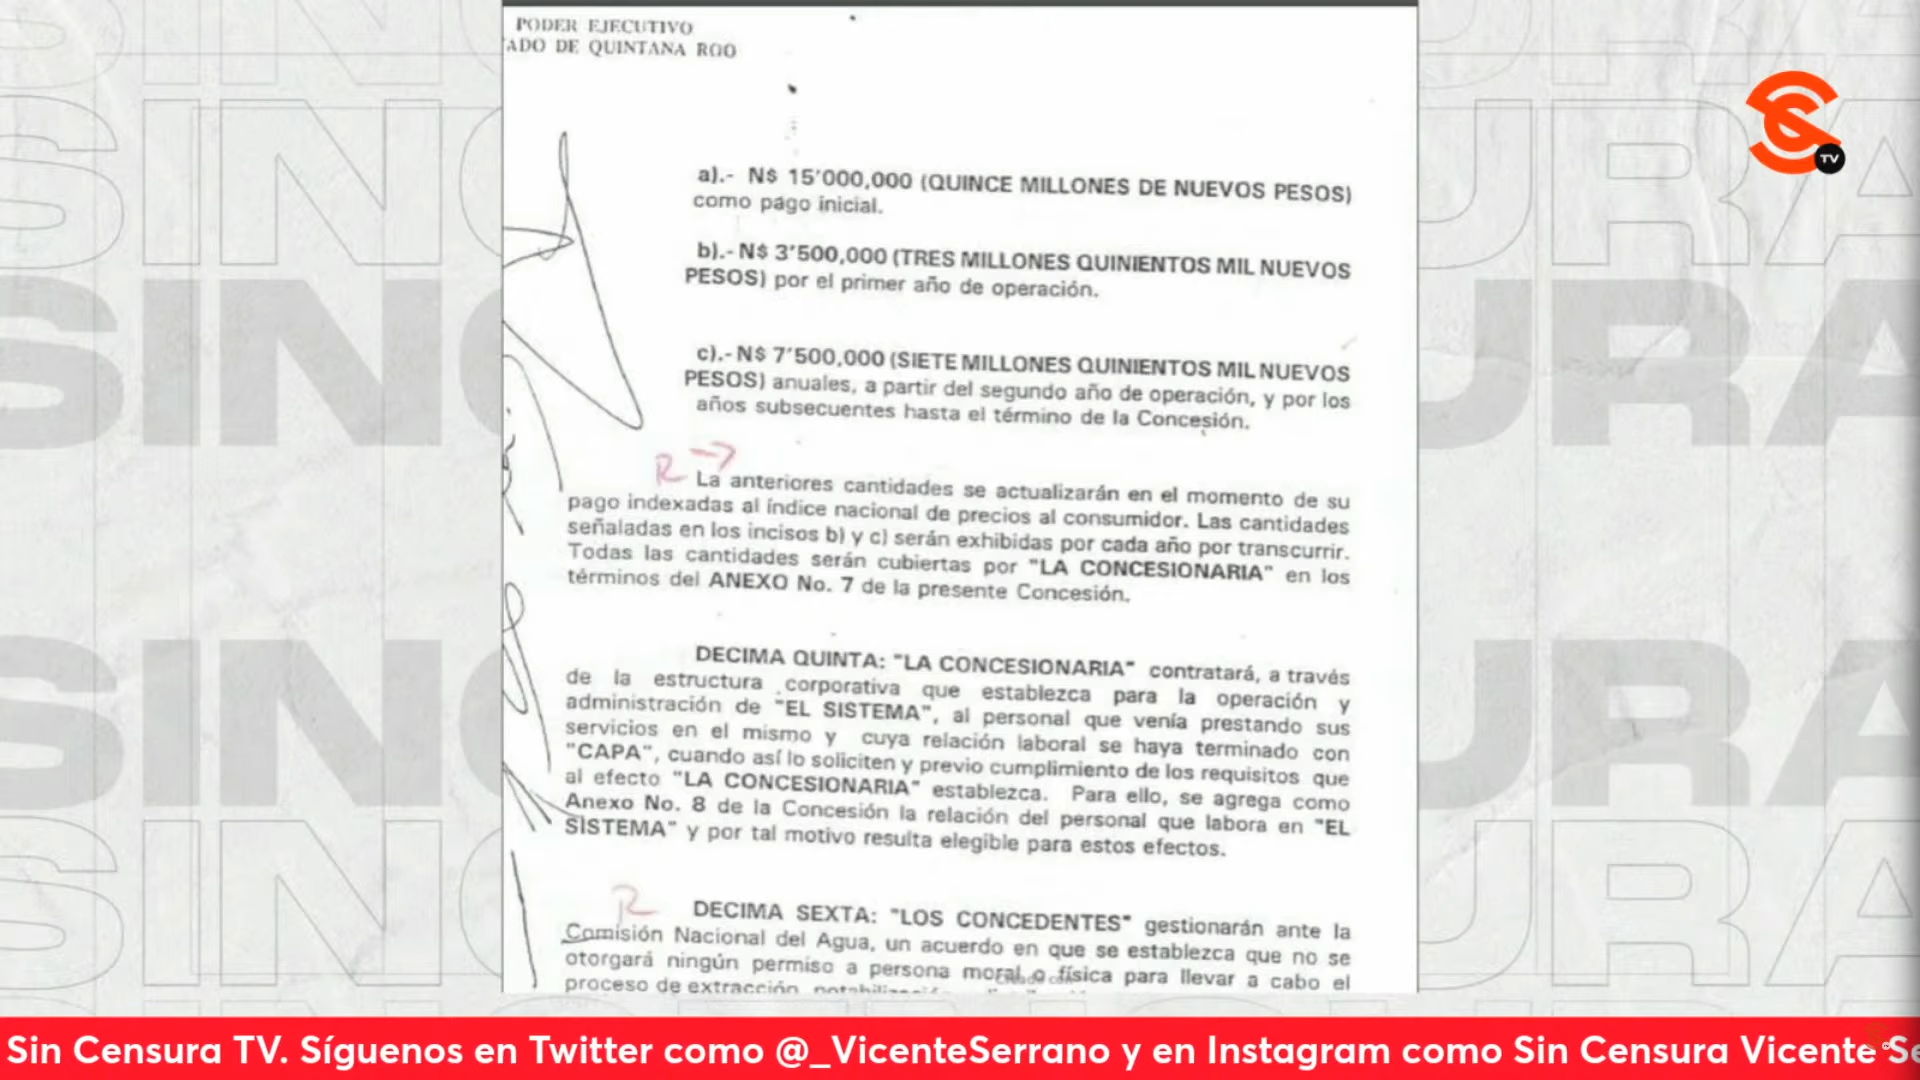 PODER EJECUTIVO
ADO DE QUINTANA ROO
TV
a).- N$ 15'000,000 (QUINCE MILLONES DE NUEVOS PESOS)
como pago inicial.
b).- N$ 3'500,000 (TRES MILLONES QUINIENTOS MIL NUEVOS
PESOS) por el primer año de operación.
c).- N$ 7'500,000 (SIETE MILLONES QUINIENTOS MIL NUEVOS
PESOS) anuales, a partir del segundo año de operación, y por los
años subsecuentes hasta el término de la Concesión.
R
La anteriores cantidades se actualizarán en el momento de su
pago indexadas al índice nacional de precios al consumidor. Las cantidades
señaladas en los incisos b) y c) serán exhibidas por cada año por transcurrir.
Todas las cantidades serán cubiertas por "LA CONCESIONARIA" en los
términos del ANEXO No. 7 de la presente Concesión.
DECIMA QUINTA: "LA CONCESIONARIA" contratará, a través
de la estructura corporativa que establezca para la operación y
administración de "EL SISTEMA", al personal que venía prestando sus
servicios en el mismo y cuya relación laboral se haya terminado con
"CAPA", cuando así lo soliciten y previo cumplimiento de los requisitos que
al efecto "LA CONCESIONARIA" establezca. Para ello, se agrega como
Anexo No. 8 de la Concesión la relación del personal que labora en "EL
SISTEMA" y por tal motivo resulta elegible para estos efectos.
R
DECIMA SEXTA: "LOS CONCEDENTES" gestionarán ante la
Comisión Nacional del Agua, un acuerdo en que se establezca que no se
otorgará ningún permiso a persona moral o física para llevar a cabo el
proceso de extracción,
SIN
URA
SIN
URA
SIN
URA
SIN
URA
Sin Censura TV. Síguenos en Twitter como @_VicenteSerrano y en Instagram como Sin Censura Vicente Se